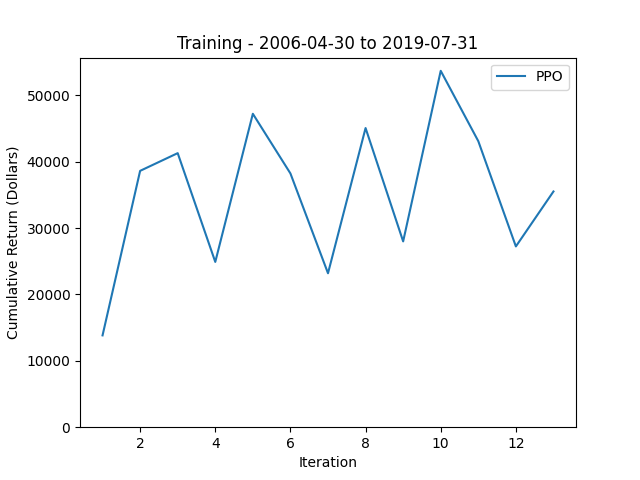 Training - 2006-04-30 to 2019-07-31
PPO
Cumulative Return (Dollars)
50000
40000
30000
20000
10000
0
2 4 6 8 10 12
Iteration